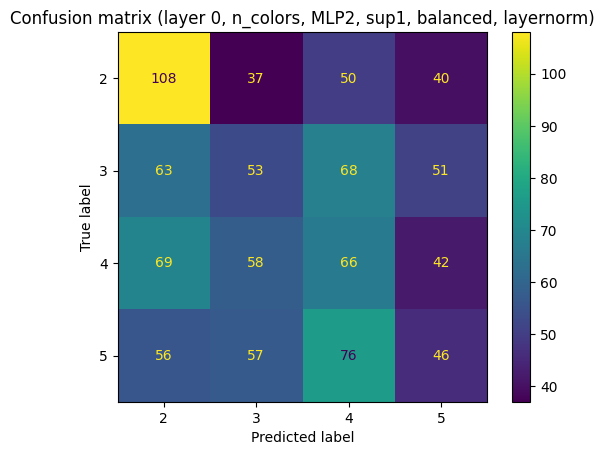 Confusion matrix (layer 0, n_colors, MLP2, sup1, balanced, layernorm)
2 108 37 50 40
3 63 53 68 51
4 69 58 66 42
5 56 57 76 46
2 3 4 5
Predicted label
True label
100
90
80
70
60
50
40